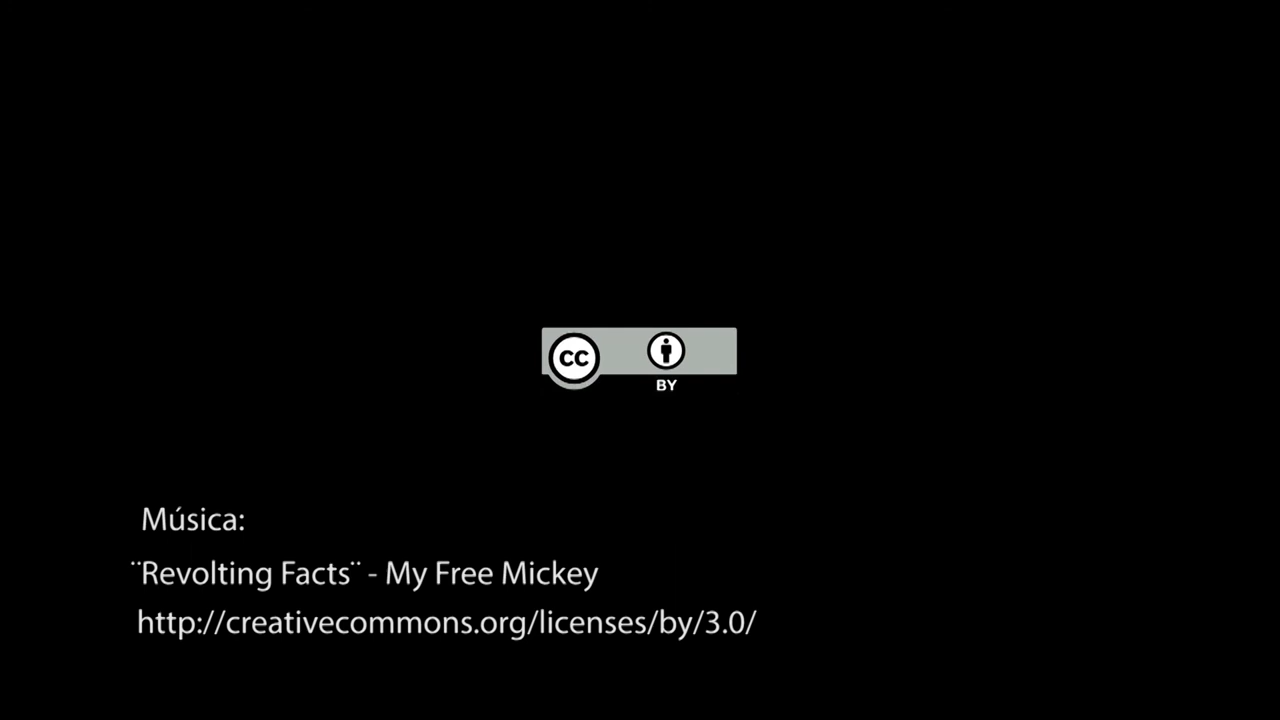 CC
BY
Música:
¨Revolting Facts¨ - My Free Mickey
http://creativecommons.org/licenses/by/3.0/